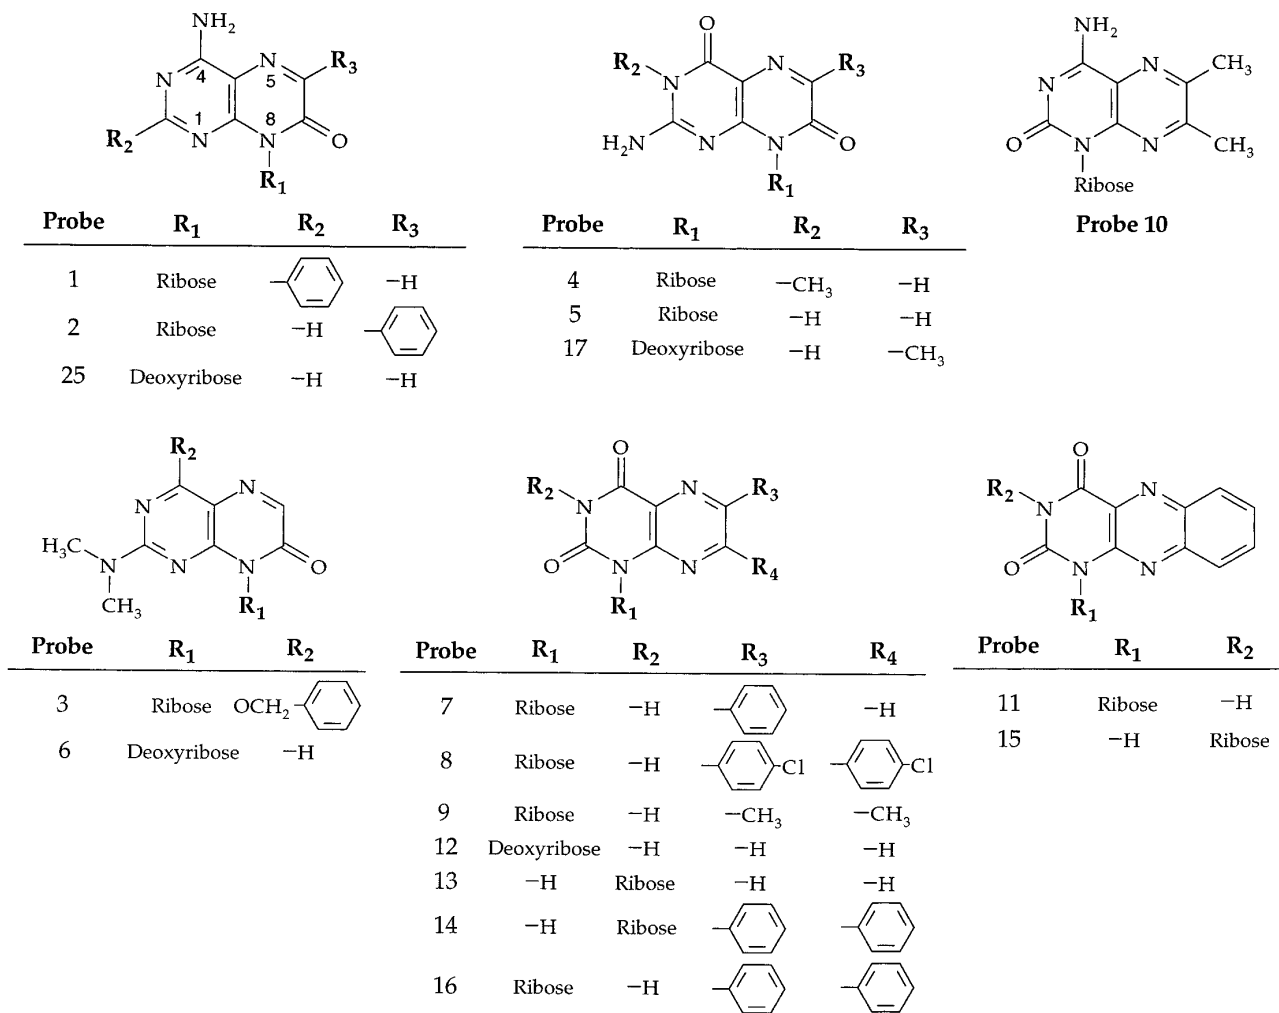 NH2
4
N
N
5
R3
R2
1
N
8
N
O
R1
Probe R1 R2 R3
1 Ribose -H
2 Ribose -H
25 Deoxyribose -H -H
O
R2
N
N
R3
H2N
N
N
O
R1
Probe R1 R2 R3
4 Ribose -CH3 -H
5 Ribose -H -H
17 Deoxyribose -H -CH3
NH2
N
N
CH3
O
N
N
CH3
Ribose
Probe 10
R2
N
N
H3C
N
N
N
O
CH3
R1
Probe R1 R2
3 Ribose OCH2
6 Deoxyribose -H
O
R2
N
N
R3
O
N
N
R4
R1
Probe R1 R2 R3 R4
7 Ribose -H -H
8 Ribose -H Cl Cl
9 Ribose -H -CH3 -CH3
12 Deoxyribose -H -H -H
13 -H Ribose -H -H
14 -H Ribose
16 Ribose -H
O
R2
N
N
O
N
N
R1
Probe R1 R2
11 Ribose -H
15 -H Ribose